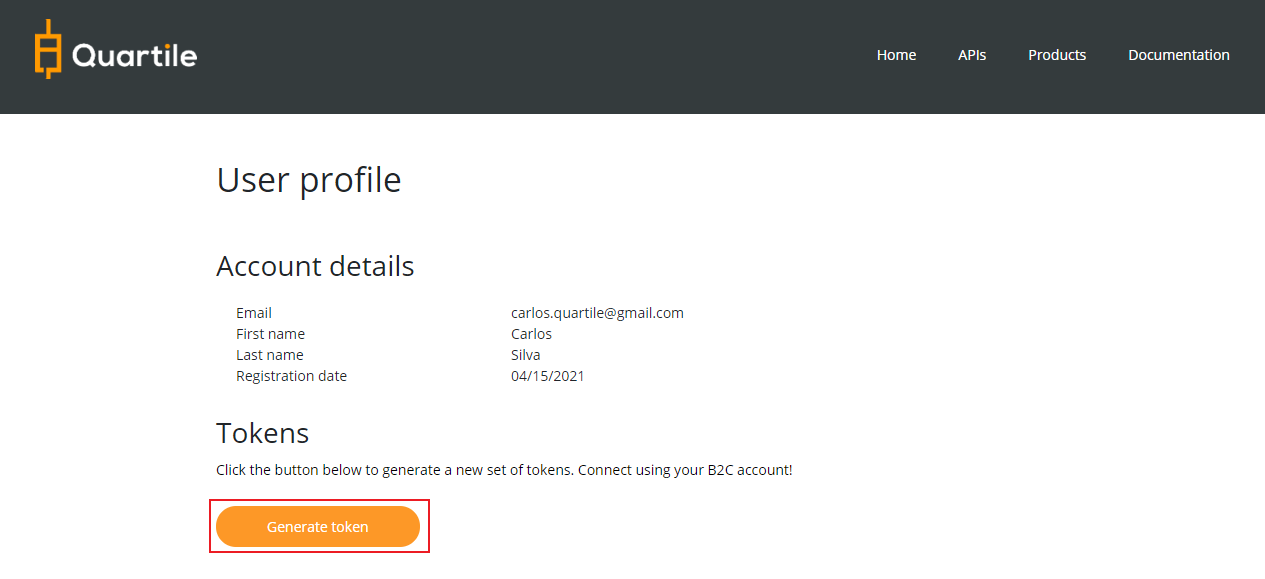 Quartile
Home APIs Products Documentation
User profile
Account details
Email carlos.quartile@gmail.com
First name Carlos
Last name Silva
Registration date 04/15/2021
Tokens
Click the button below to generate a new set of tokens. Connect using your B2C account!
Generate token